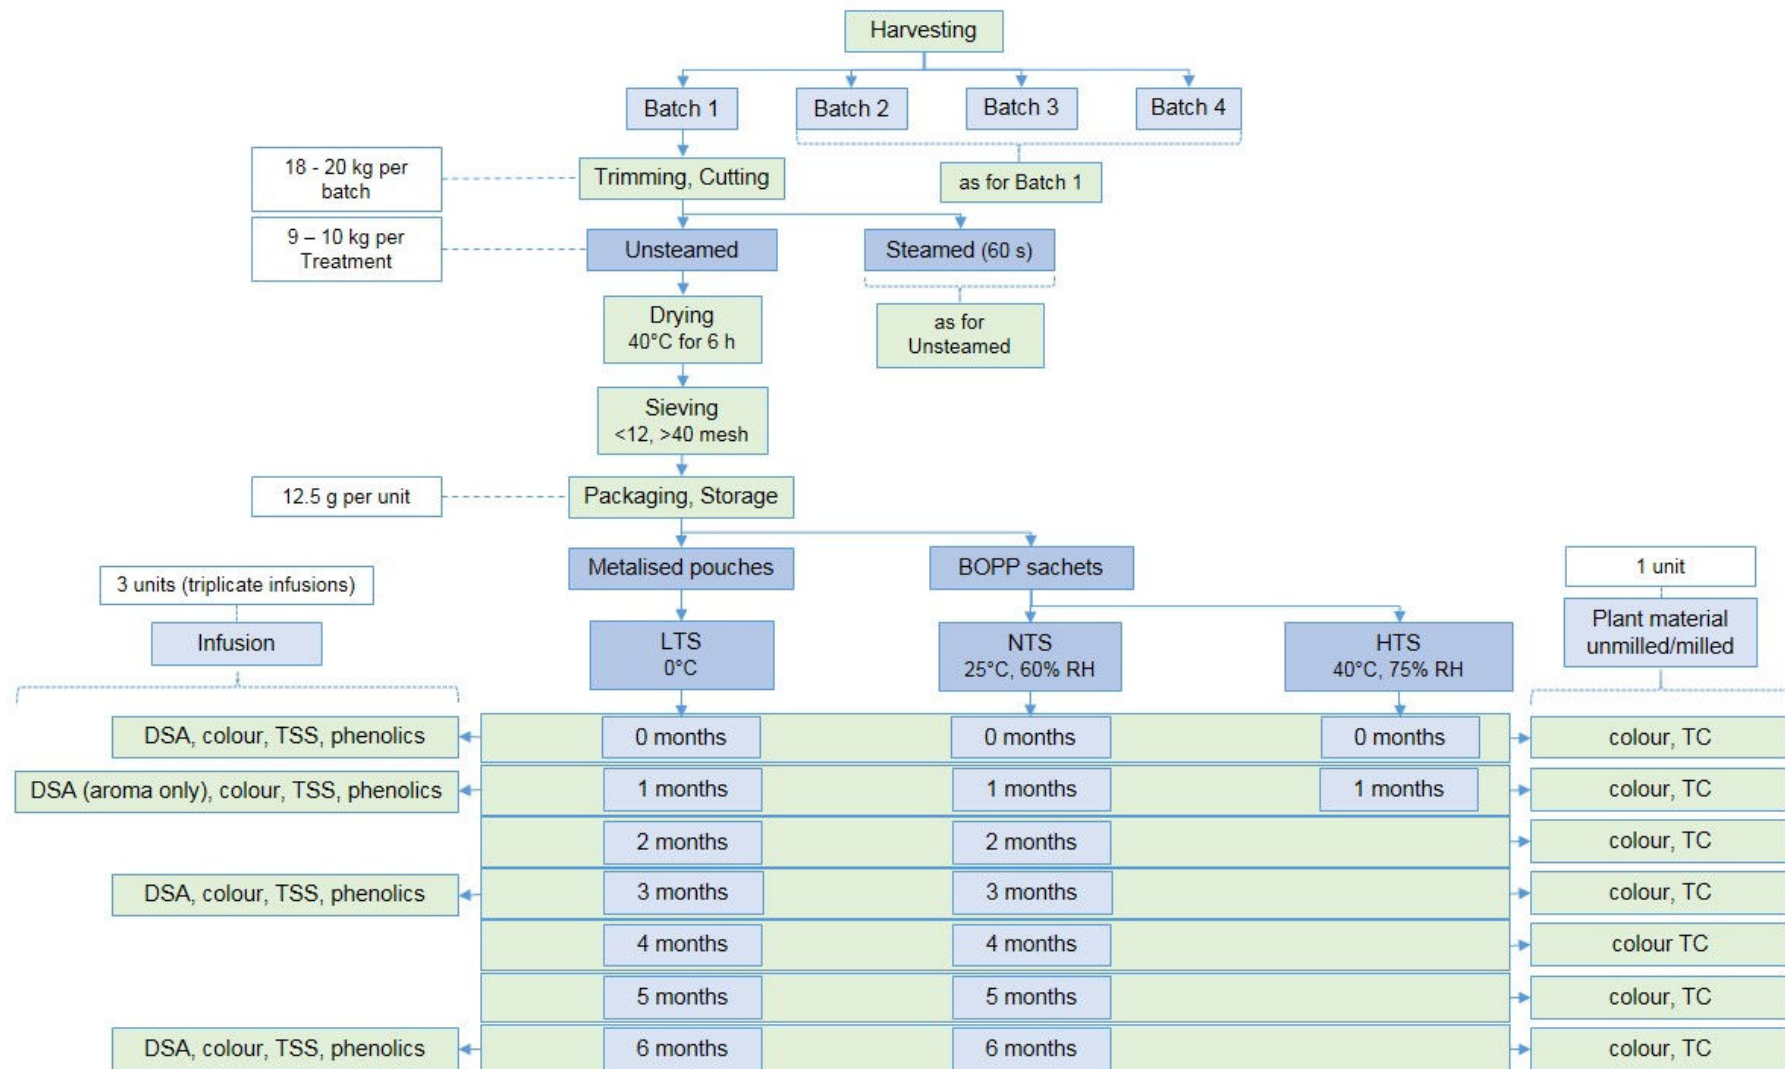 Harvesting
Batch 1
Batch 2
Batch 3
Batch 4
18 - 20 kg per
batch
Trimming, Cutting
as for Batch 1
9 – 10 kg per
Treatment
Unsteamed
Steamed (60 s)
Drying
40°C for 6 h
as for
Unsteamed
Sieving
<12, >40 mesh
12.5 g per unit
Packaging, Storage
Metalised pouches
BOPP sachets
3 units (triplicate infusions)
1 unit
Infusion
LTS
0°C
NTS
25°C, 60% RH
HTS
40°C, 75% RH
Plant material
unmilled/milled
DSA, colour, TSS, phenolics
0 months
0 months
0 months
colour, TC
DSA (aroma only), colour, TSS, phenolics
1 months
1 months
1 months
colour, TC
2 months
2 months
colour, TC
DSA, colour, TSS, phenolics
3 months
3 months
colour, TC
4 months
4 months
colour TC
5 months
5 months
colour, TC
DSA, colour, TSS, phenolics
6 months
6 months
colour, TC